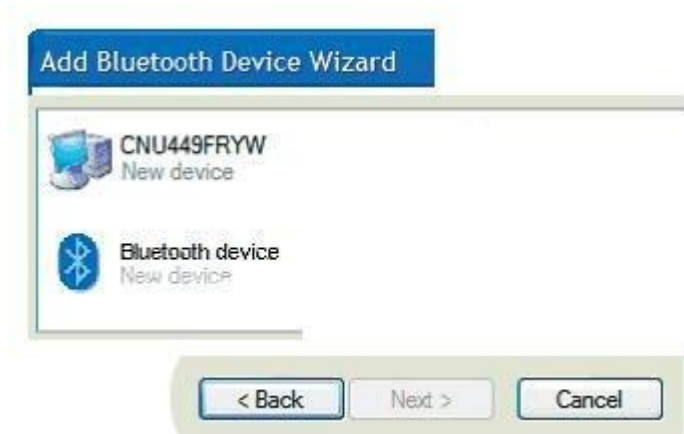 Add Bluetooth Device Wizard
CNU449FRYW
New device
Bluetooth device
New device
< Back Next > Cancel